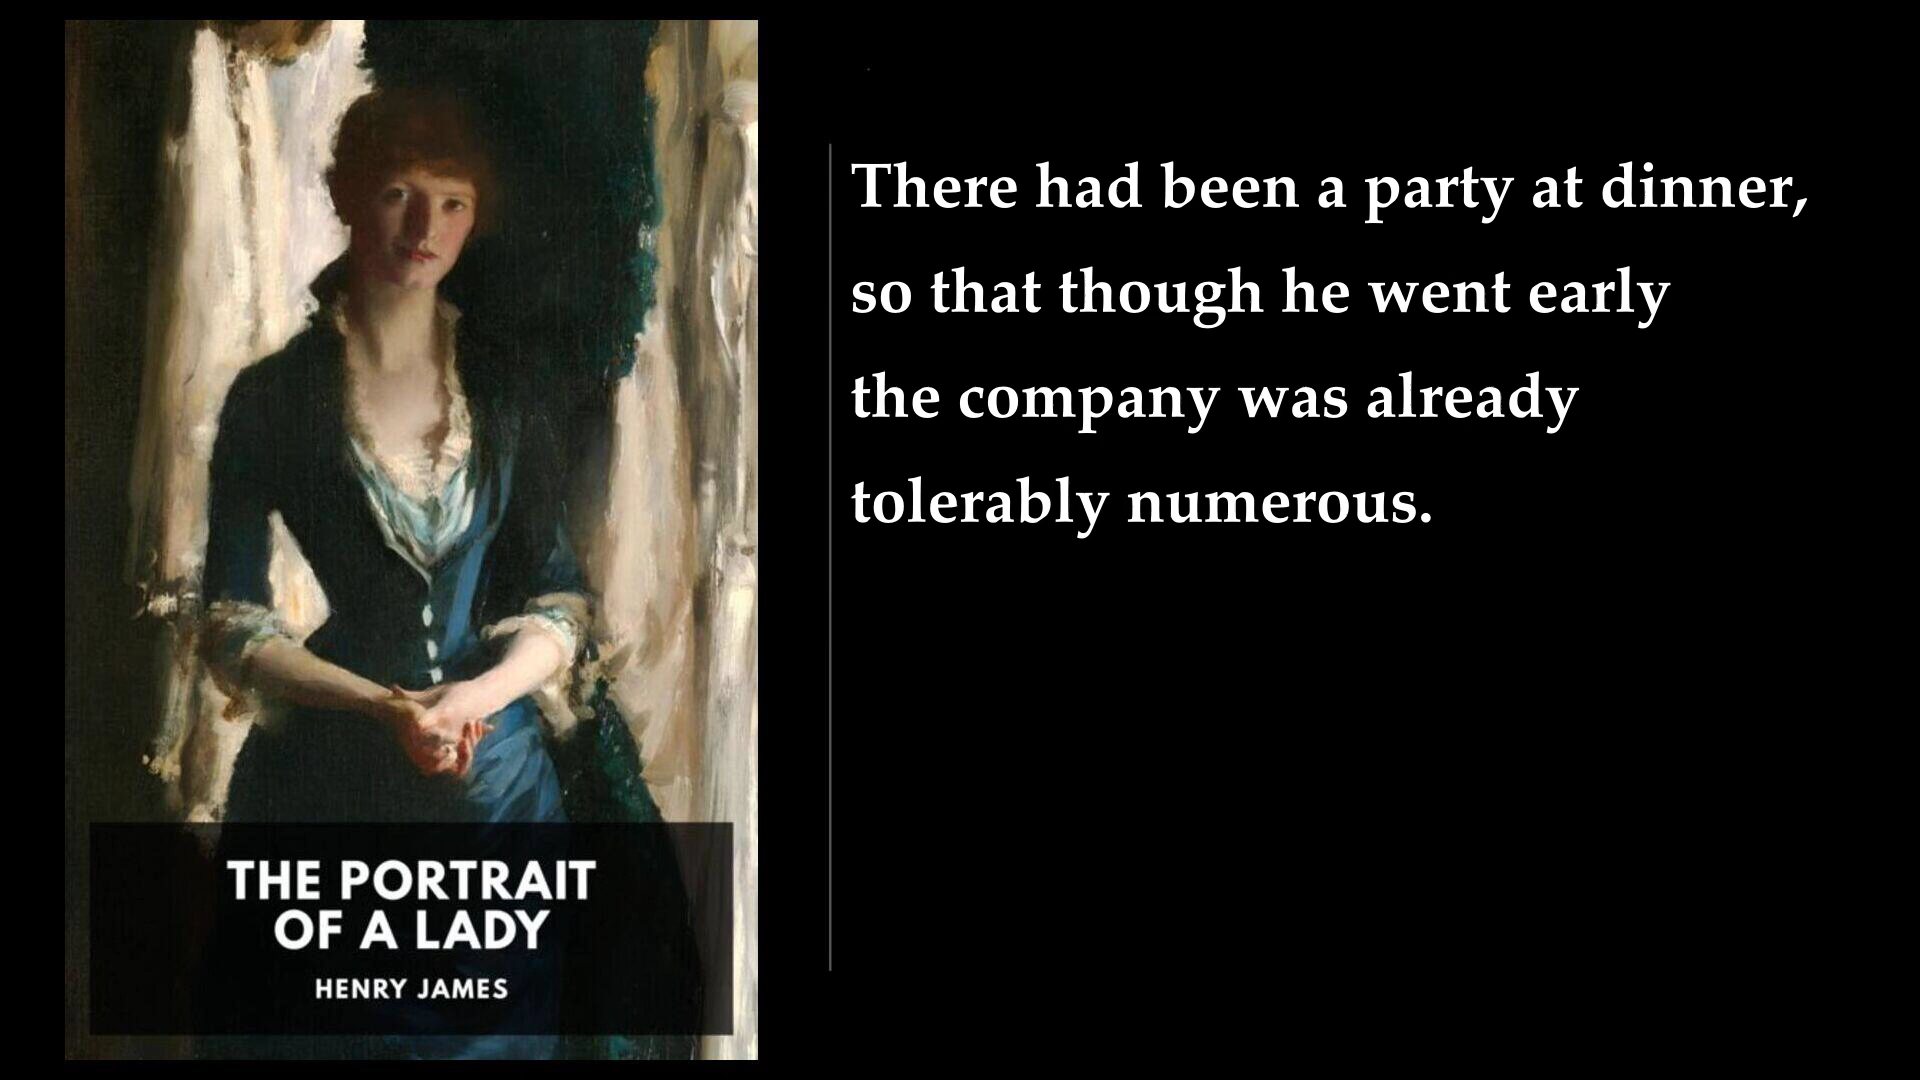 There had been a party at dinner,
so that though he went early
the company was already
tolerably numerous.
THE PORTRAIT
OF A LADY
HENRY JAMES